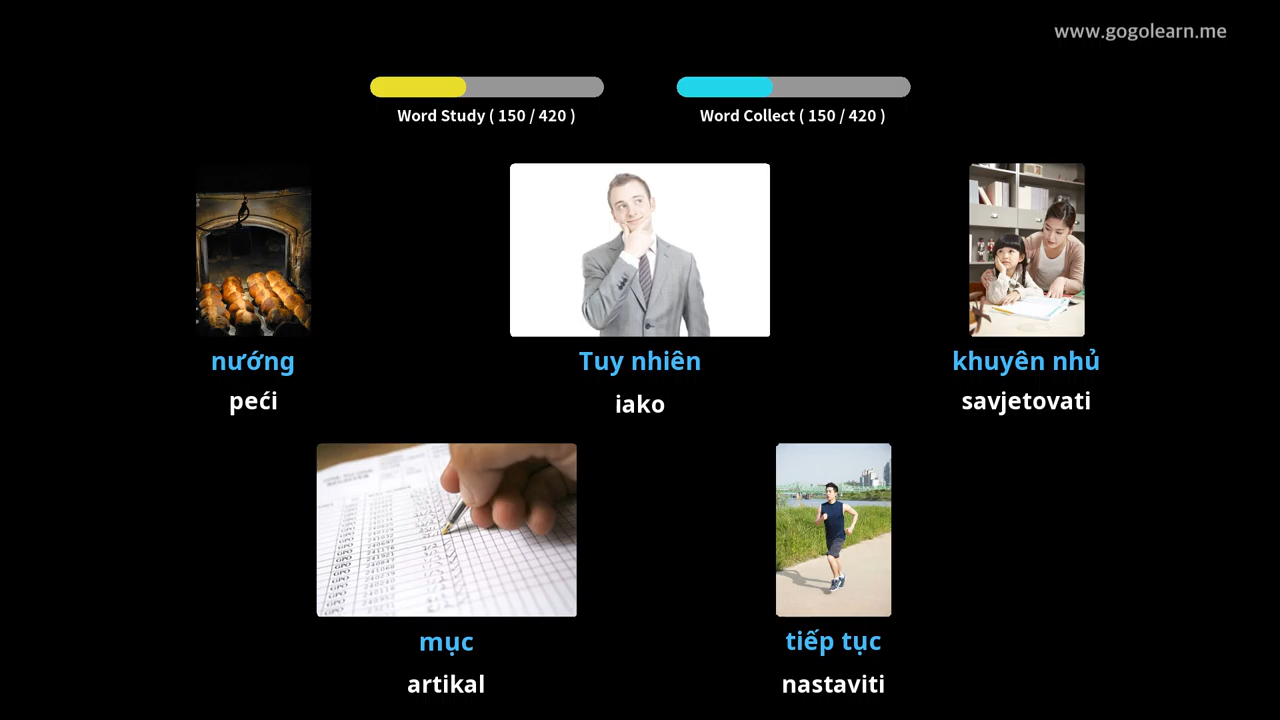 www.gogolearn.me
Word Study ( 150 / 420 )
Word Collect ( 150 / 420 )
nướng
peći
Tuy nhiên
iako
khuyên nhủ
savjetovati
mục
artikal
tiếp tục
nastaviti